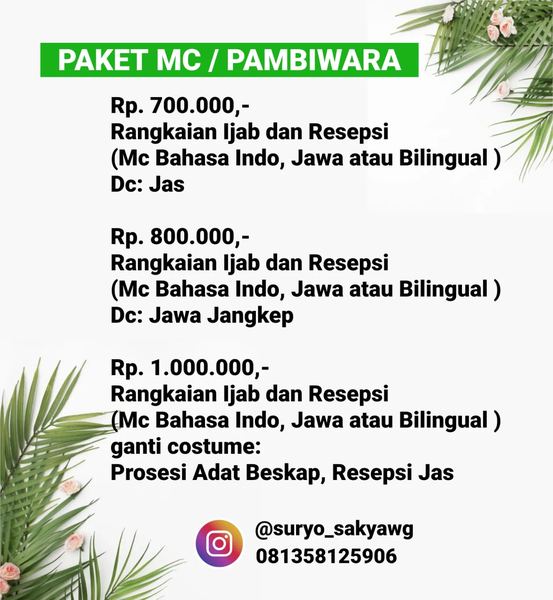 PAKET MC / PAMBIWARA
Rp. 700.000,-
Rangkaian Ijab dan Resepsi
(Mc Bahasa Indo, Jawa atau Bilingual )
Dc: Jas
Rp. 800.000,-
Rangkaian Ijab dan Resepsi
(Mc Bahasa Indo, Jawa atau Bilingual )
Dc: Jawa Jangkep
Rp. 1.000.000,-
Rangkaian Ijab dan Resepsi
(Mc Bahasa Indo, Jawa atau Bilingual )
ganti costume:
Prosesi Adat Beskap, Resepsi Jas
@suryo_sakyawg
081358125906